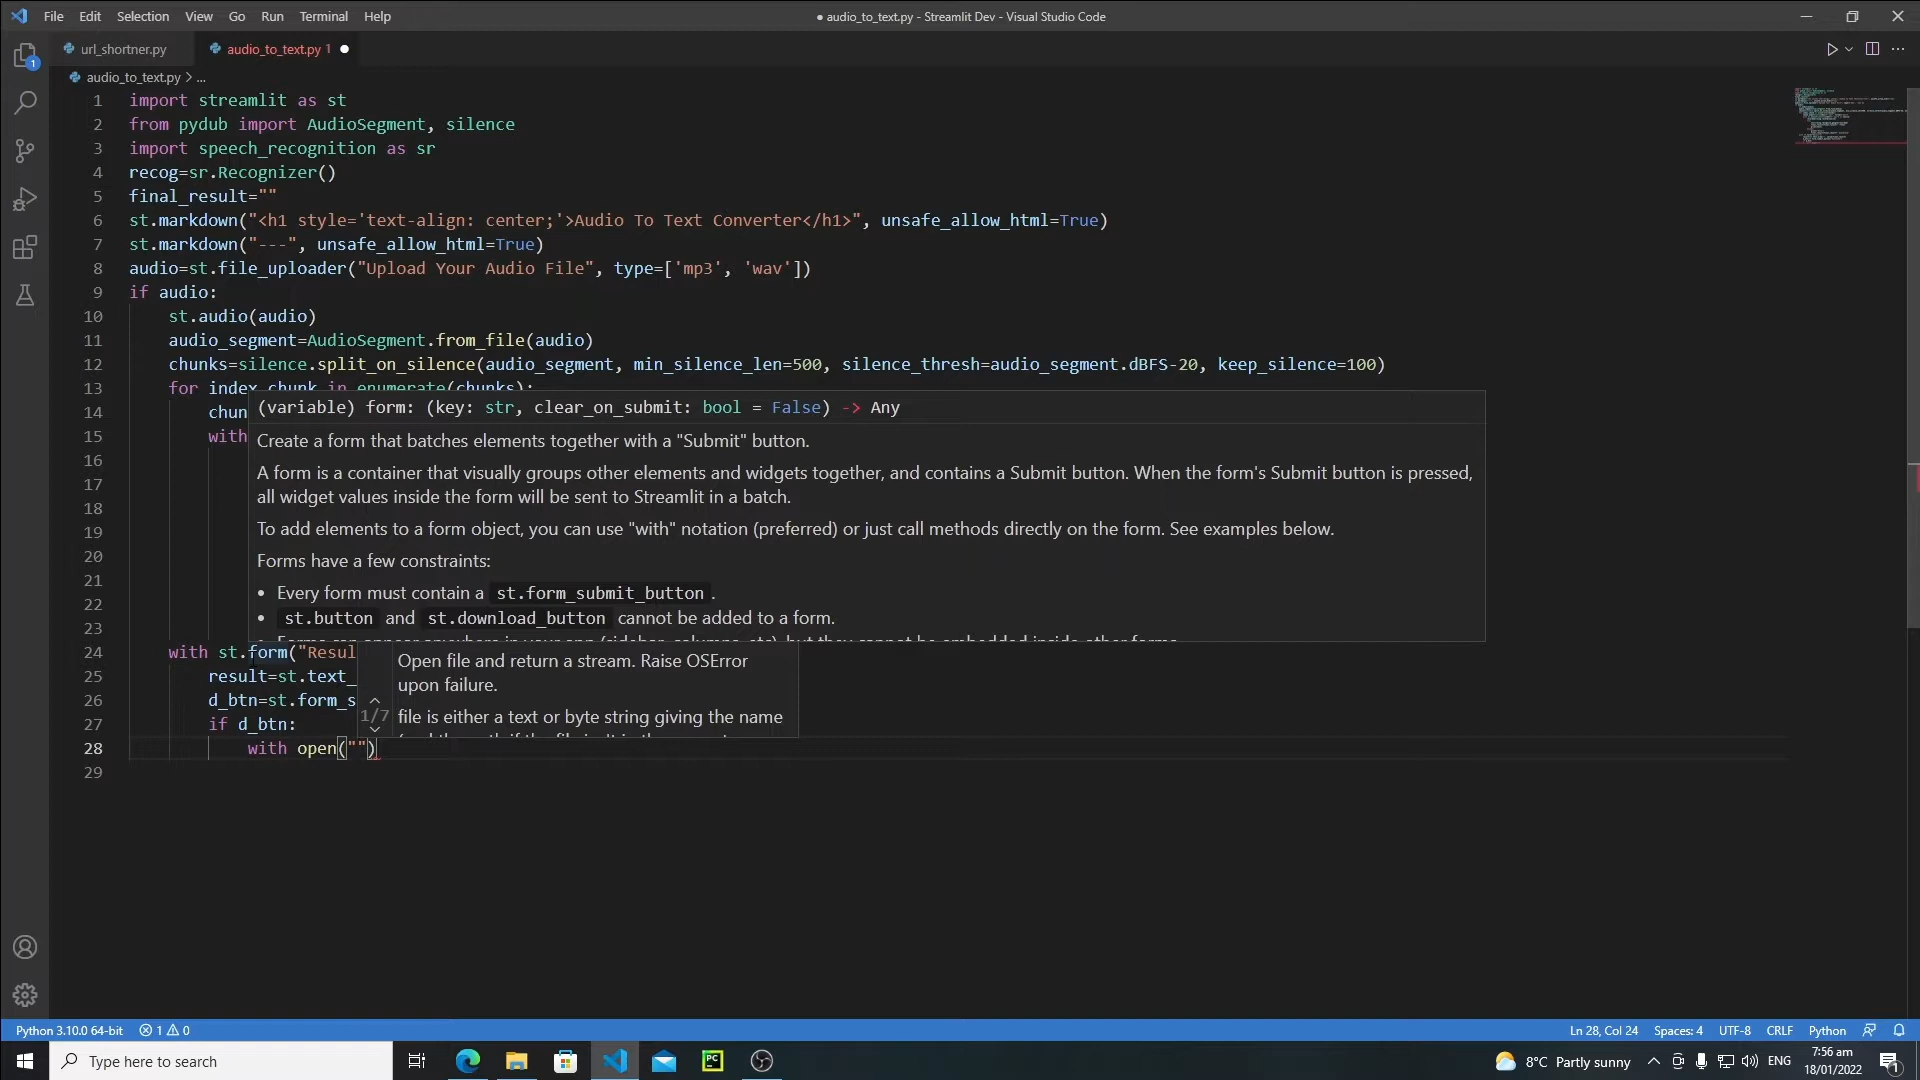 File Edit Selection View Go Run Terminal Help
● audio_to_text.py - Streamlit Dev - Visual Studio Code
url_shortner.py
audio_to_text.py 1
audio_to_text.py > ...
1 import streamlit as st
2 from pydub import AudioSegment, silence
3 import speech_recognition as sr
4 recog=sr.Recognizer()
5 final_result=""
6 st.markdown("<h1 style='text-align: center;'>Audio To Text Converter</h1>", unsafe_allow_html=True)
7 st.markdown("---", unsafe_allow_html=True)
8 audio=st.file_uploader("Upload Your Audio File", type=['mp3', 'wav'])
9 if audio:
10 st.audio(audio)
11 audio_segment=AudioSegment.from_file(audio)
12 chunks=silence.split_on_silence(audio_segment, min_silence_len=500, silence_thresh=audio_segment.dBFS-20, keep_silence=100)
13 for index,chunk in enumerate(chunks):
(variable) form: (key: str, clear_on_submit: bool = False) -> Any
14 chun
15 with
Create a form that batches elements together with a "Submit" button.
16
A form is a container that visually groups other elements and widgets together, and contains a Submit button. When the form's Submit button is pressed,
17
all widget values inside the form will be sent to Streamlit in a batch.
18
19
To add elements to a form object, you can use "with" notation (preferred) or just call methods directly on the form. See examples below.
20
Forms have a few constraints:
21
• Every form must contain a st.form_submit_button .
22
• st.button and st.download_button cannot be added to a form.
23
24 with st.form("Resul
Open file and return a stream. Raise OSError
25 result=st.text_
upon failure.
26 d_btn=st.form_s
1/7
file is either a text or byte string giving the name
27 if d_btn:
28 with open("")
29
1
Python 3.10.0 64-bit 1 0
Ln 28, Col 24 Spaces: 4 UTF-8 CRLF Python
Type here to search
PC
8°C Partly sunny
ENG
7:56 am
18/01/2022
1